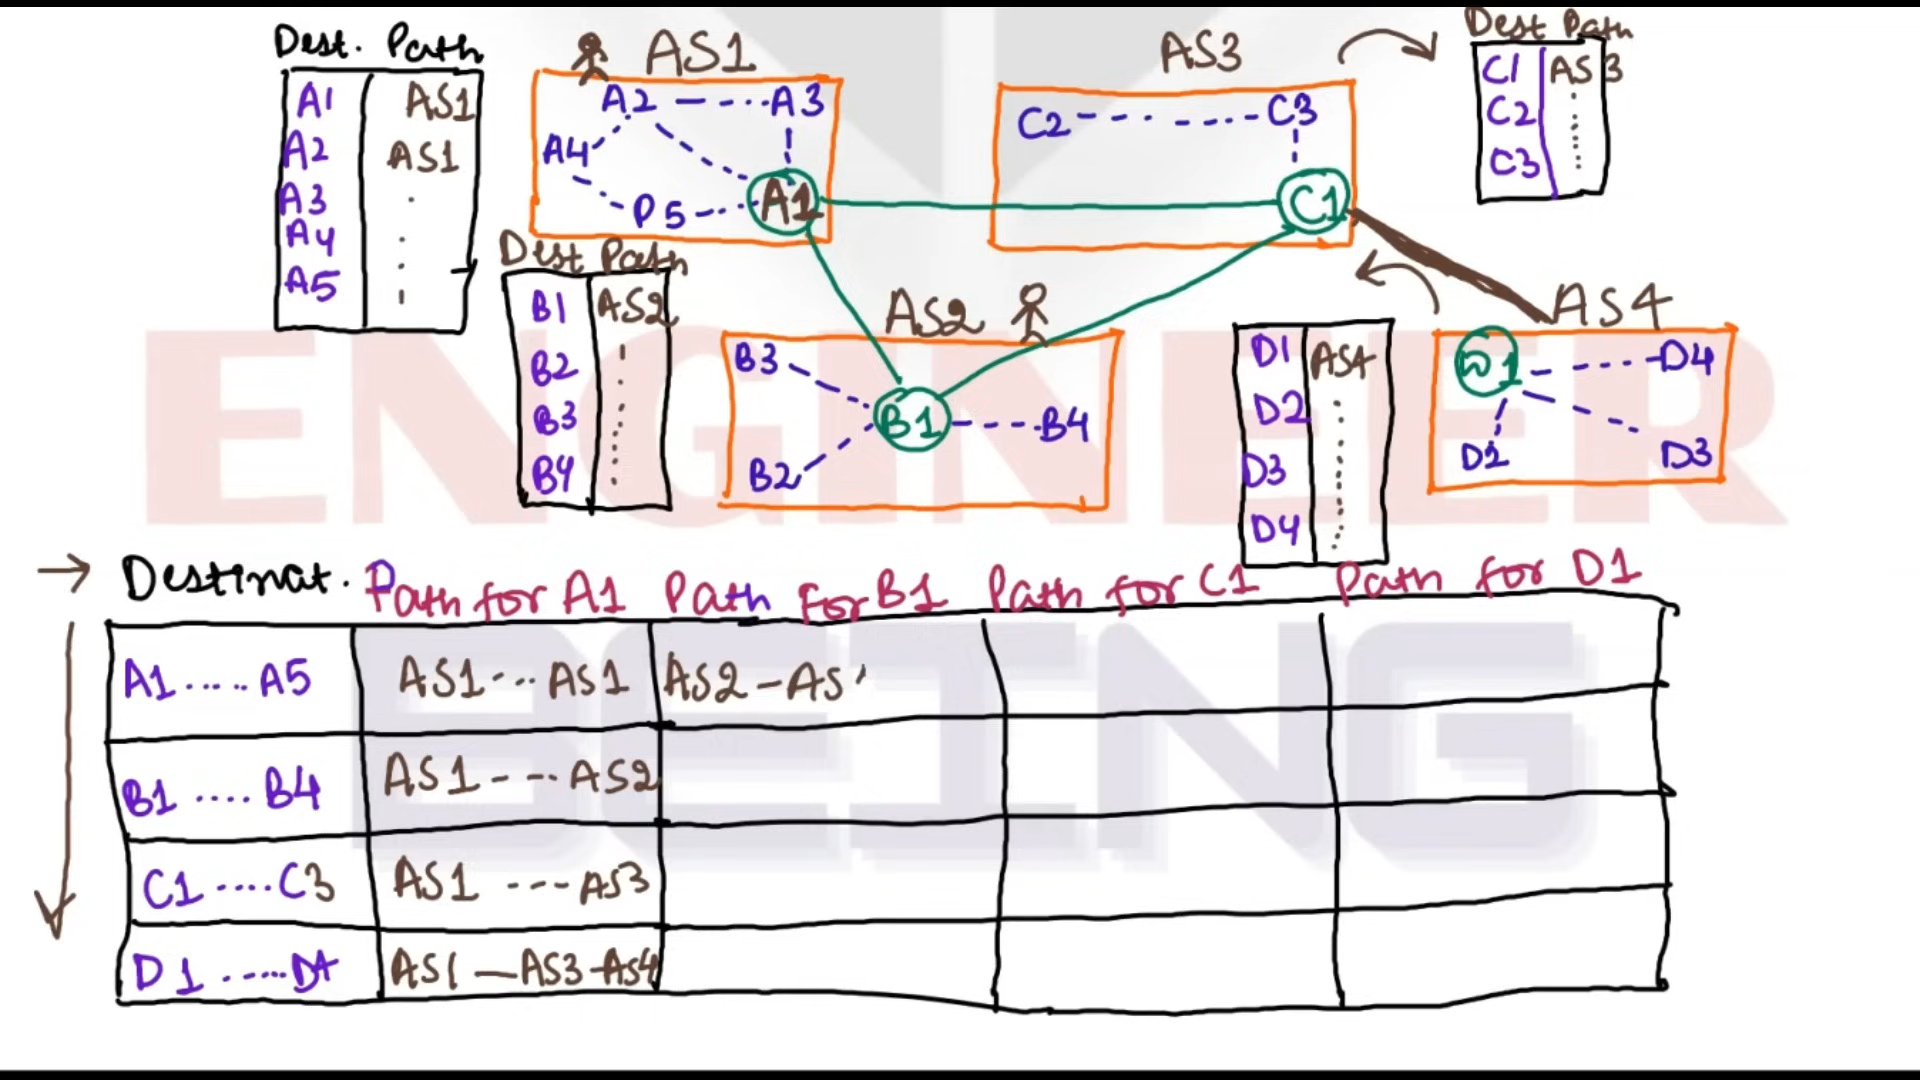 Dest. Path
A1 AS1
A2 AS1
A3
A4
A5
AS1
A2 A3
A4
P5 A1
AS3
C2 C3
C1
Dest Path
C1 AS3
C2
C3
Dest Path
B1 AS2
B2
B3
B4
AS2
B3
B1 B4
B2
D1 AS4
D2
D3
D4
AS4
D1 D4
D2 D3
ENGINEER
BEING
→ Destinat. Path for A1 Path for B1 Path for C1 Path for D1
A1 ..... A5 AS1 ... AS1 AS2 - AS
B1 .... B4 AS1 --- AS2
C1 .... C3 AS1 --- AS3
D1 ..... D4 AS1 — AS3 - AS4